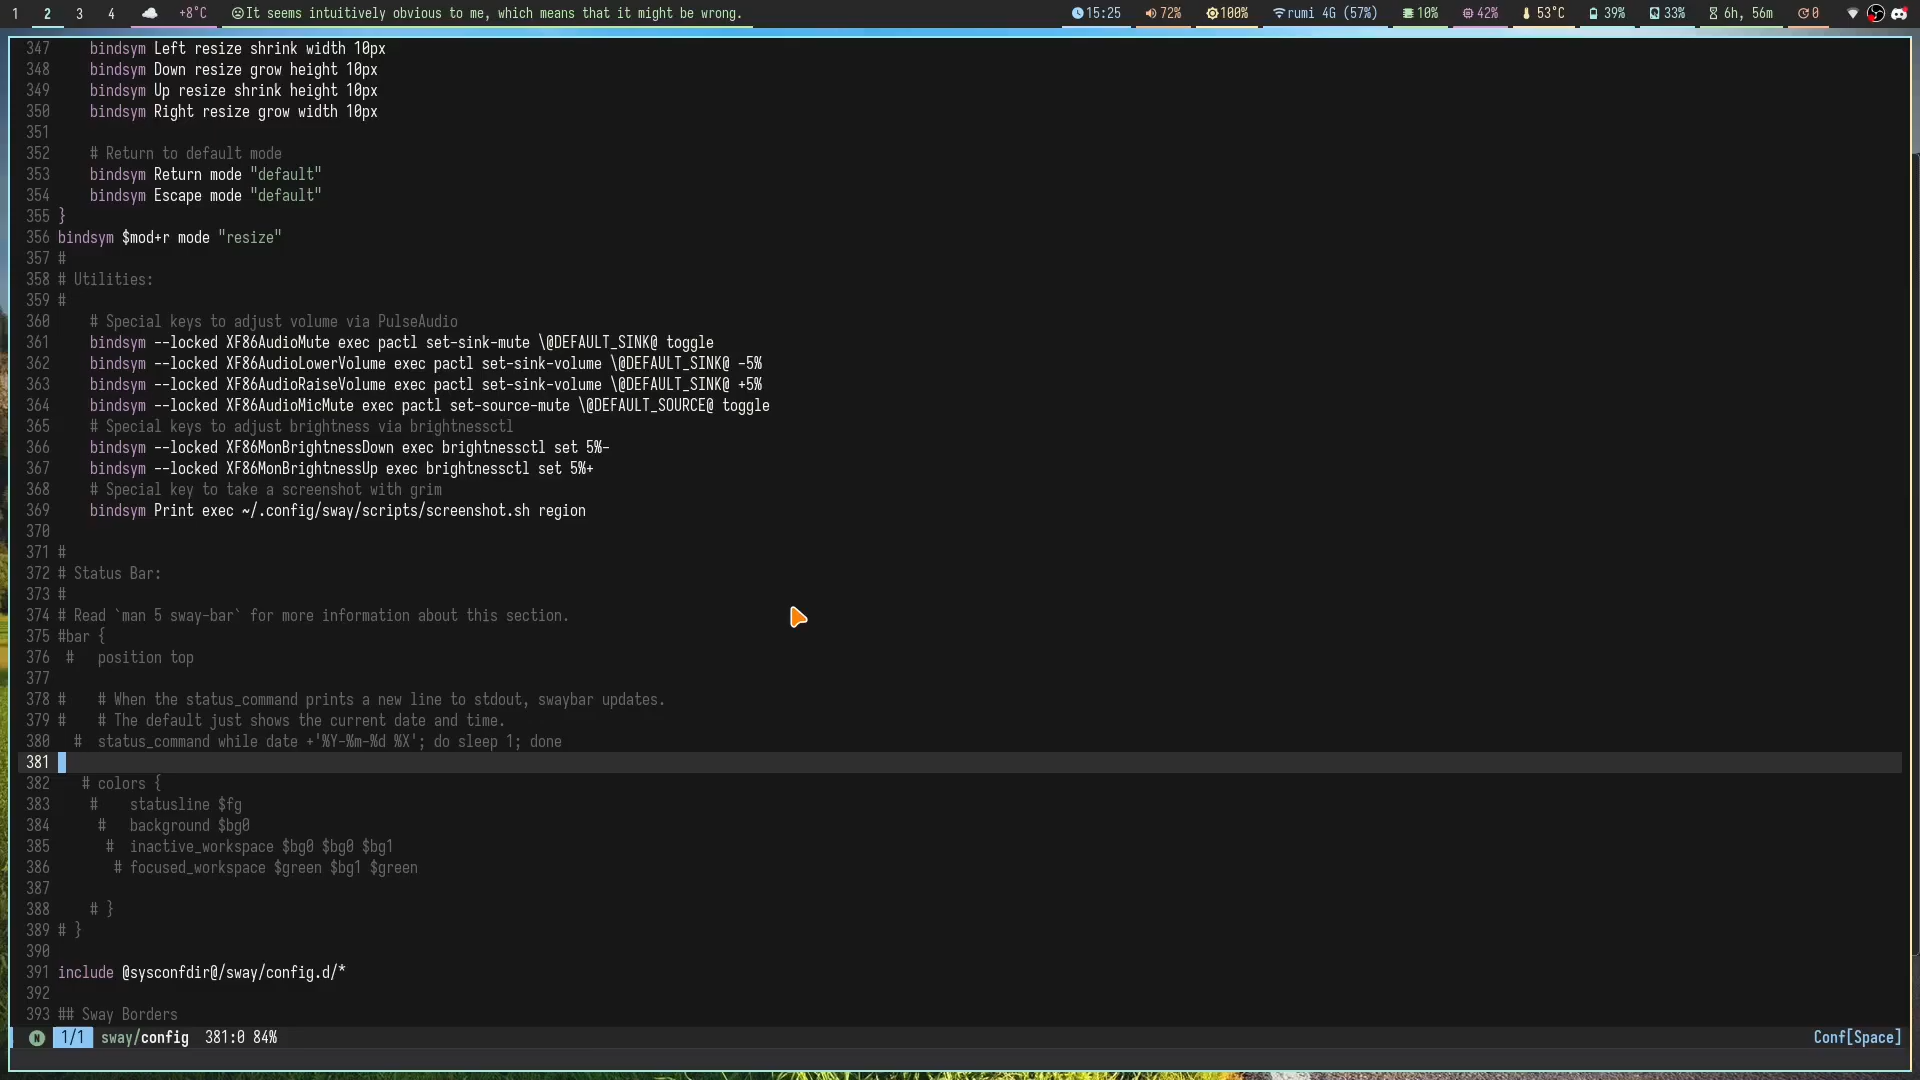 1 2 3 4 +8°C It seems intuitively obvious to me, which means that it might be wrong. 15:25 72% 100% rumi 4G (57%) 10% 42% 53°C 39% 33% 6h, 56m 0
347     bindsym Left resize shrink width 10px
348     bindsym Down resize grow height 10px
349     bindsym Up resize shrink height 10px
350     bindsym Right resize grow width 10px
351
352     # Return to default mode
353     bindsym Return mode "default"
354     bindsym Escape mode "default"
355 }
356 bindsym $mod+r mode "resize"
357 #
358 # Utilities:
359 #
360     # Special keys to adjust volume via PulseAudio
361     bindsym --locked XF86AudioMute exec pactl set-sink-mute \@DEFAULT_SINK@ toggle
362     bindsym --locked XF86AudioLowerVolume exec pactl set-sink-volume \@DEFAULT_SINK@ -5%
363     bindsym --locked XF86AudioRaiseVolume exec pactl set-sink-volume \@DEFAULT_SINK@ +5%
364     bindsym --locked XF86AudioMicMute exec pactl set-source-mute \@DEFAULT_SOURCE@ toggle
365     # Special keys to adjust brightness via brightnessctl
366     bindsym --locked XF86MonBrightnessDown exec brightnessctl set 5%-
367     bindsym --locked XF86MonBrightnessUp exec brightnessctl set 5%+
368     # Special key to take a screenshot with grim
369     bindsym Print exec ~/.config/sway/scripts/screenshot.sh region
370
371 #
372 # Status Bar:
373 #
374 # Read `man 5 sway-bar` for more information about this section.
375 #bar {
376  #   position top
377
378 #    # When the status_command prints a new line to stdout, swaybar updates.
379 #    # The default just shows the current date and time.
380   #  status_command while date +'%Y-%m-%d %X'; do sleep 1; done
381
382    # colors {
383     #    statusline $fg
384      #   background $bg0
385       #  inactive_workspace $bg0 $bg0 $bg1
386        # focused_workspace $green $bg1 $green
387
388     # }
389 # }
390
391 include @sysconfdir@/sway/config.d/*
392
393 ## Sway Borders
N 1/1 sway/config 381:0 84% Conf[Space]